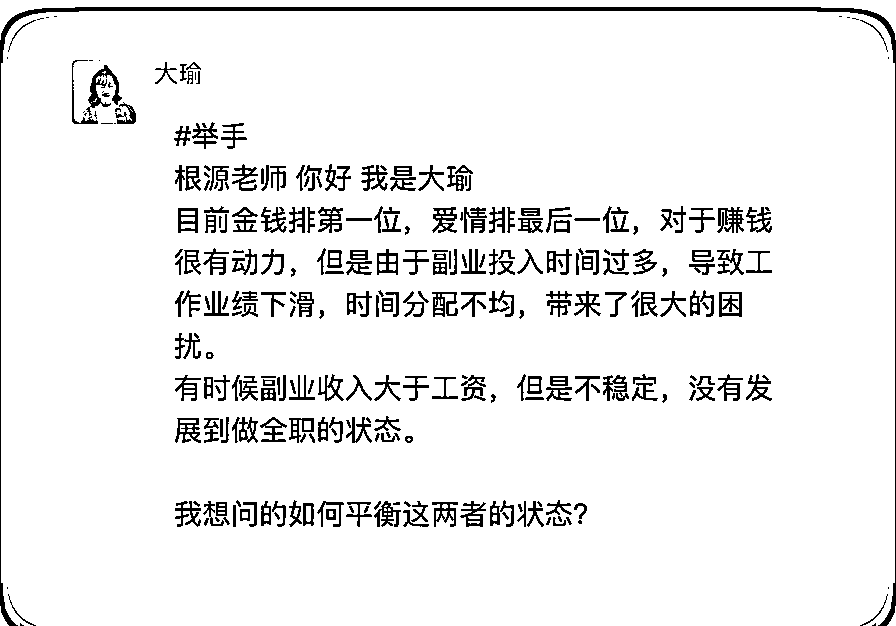 大瑜
#举手
根源老师 你好 我是大瑜
目前金钱排第一位，爱情排最后一位，对于赚钱
很有动力，但是由于副业投入时间过多，导致工
作业绩下滑，时间分配不均，带来了很大的困
扰。
有时候副业收入大于工资，但是不稳定，没有发
展到做全职的状态。
我想问的如何平衡这两者的状态？